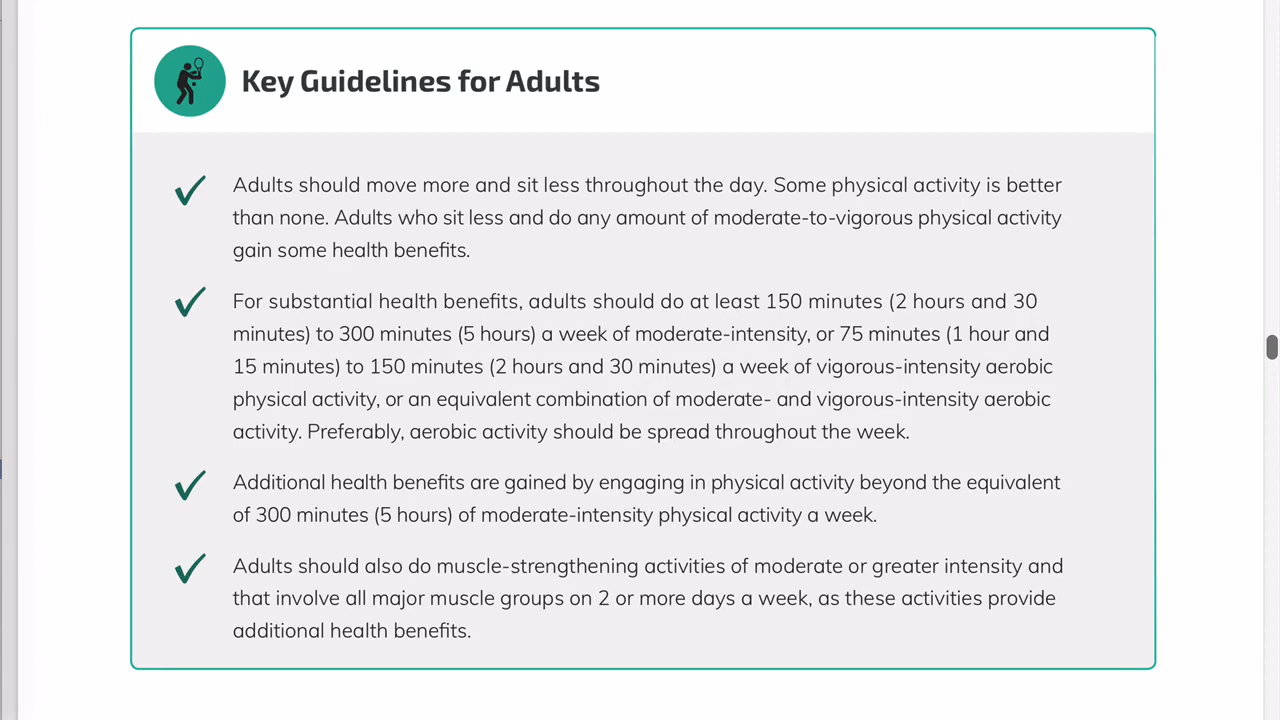 Key Guidelines for Adults
Adults should move more and sit less throughout the day. Some physical activity is better
than none. Adults who sit less and do any amount of moderate-to-vigorous physical activity
gain some health benefits.
For substantial health benefits, adults should do at least 150 minutes (2 hours and 30
minutes) to 300 minutes (5 hours) a week of moderate-intensity, or 75 minutes (1 hour and
15 minutes) to 150 minutes (2 hours and 30 minutes) a week of vigorous-intensity aerobic
physical activity, or an equivalent combination of moderate- and vigorous-intensity aerobic
activity. Preferably, aerobic activity should be spread throughout the week.
Additional health benefits are gained by engaging in physical activity beyond the equivalent
of 300 minutes (5 hours) of moderate-intensity physical activity a week.
Adults should also do muscle-strengthening activities of moderate or greater intensity and
that involve all major muscle groups on 2 or more days a week, as these activities provide
additional health benefits.